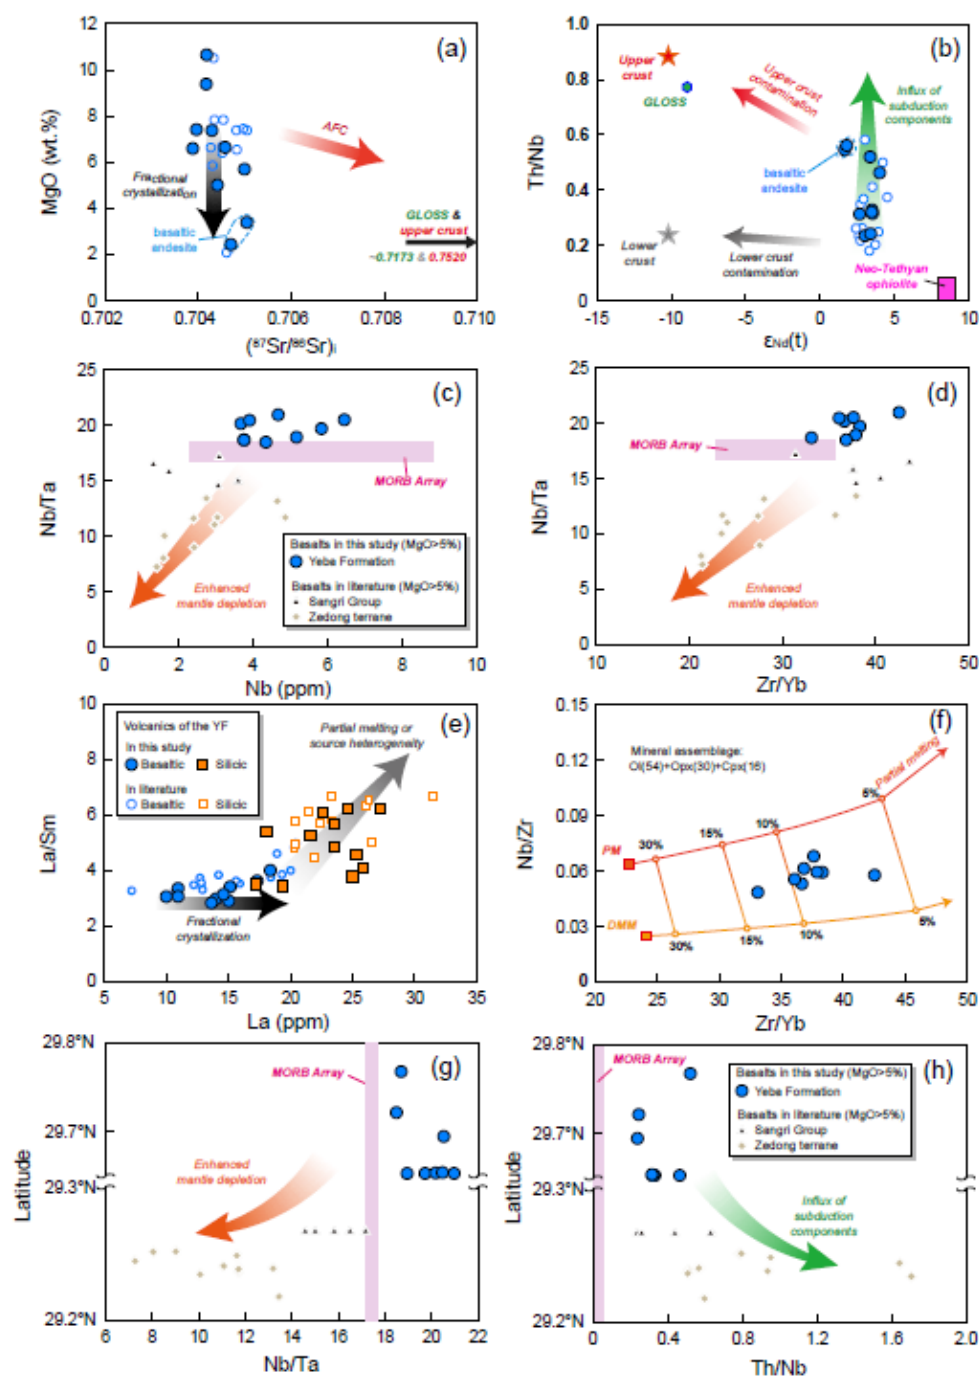 (a)
MgO (wt.%)
12
10
8
6
4
2
0
AFC
Fractional
crystallization
basaltic
andesite
GLOSS &
upper crust
~0.7173 & 0.7520
0.702
0.704
0.706
0.708
0.710
(⁸⁷Sr/⁸⁶Sr)ᵢ
(b)
Th/Nb
1.0
0.8
0.6
0.4
0.2
0.0
Upper
crust
GLOSS
Upper crust
contamination
Influx of
subduction
components
basaltic
andesite
Lower
crust
Lower crust
contamination
Neo-Tethyan
ophiolite
-15
-10
-5
0
5
10
εNd(t)
(c)
Nb/Ta
25
20
15
10
5
0
MORB Array
Enhanced
mantle depletion
Basalts in this study (MgO>5%)
Yeba Formation
Basalts in literature (MgO>5%)
Sangri Group
Zedong terrane
0
2
4
6
8
10
Nb (ppm)
(d)
Nb/Ta
25
20
15
10
5
0
MORB Array
Enhanced
mantle depletion
10
20
30
40
50
Zr/Yb
(e)
La/Sm
10
8
6
4
2
0
Volcanics of the YF
In this study
Basaltic
Silicic
In literature
Basaltic
Silicic
Partial melting or
source heterogeneity
Fractional
crystallization
5
10
15
20
25
30
35
La (ppm)
(f)
Nb/Zr
0.15
0.12
0.09
0.06
0.03
0
Mineral assemblage:
Ol(54)+Opx(30)+Cpx(16)
Partial melting
PM
30%
15%
10%
5%
DMM
30%
15%
10%
5%
20
25
30
35
40
45
50
Zr/Yb
(g)
Latitude
29.8°N
29.7°N
29.3°N
29.2°N
MORB Array
Enhanced
mantle depletion
6
8
10
12
14
16
18
20
22
Nb/Ta
(h)
Latitude
29.8°N
29.7°N
29.3°N
29.2°N
MORB Array
Basalts in this study (MgO>5%)
Yeba Formation
Basalts in literature (MgO>5%)
Sangri Group
Zedong terrane
Influx of
subduction
components
0
0.4
0.8
1.2
1.6
2.0
Th/Nb